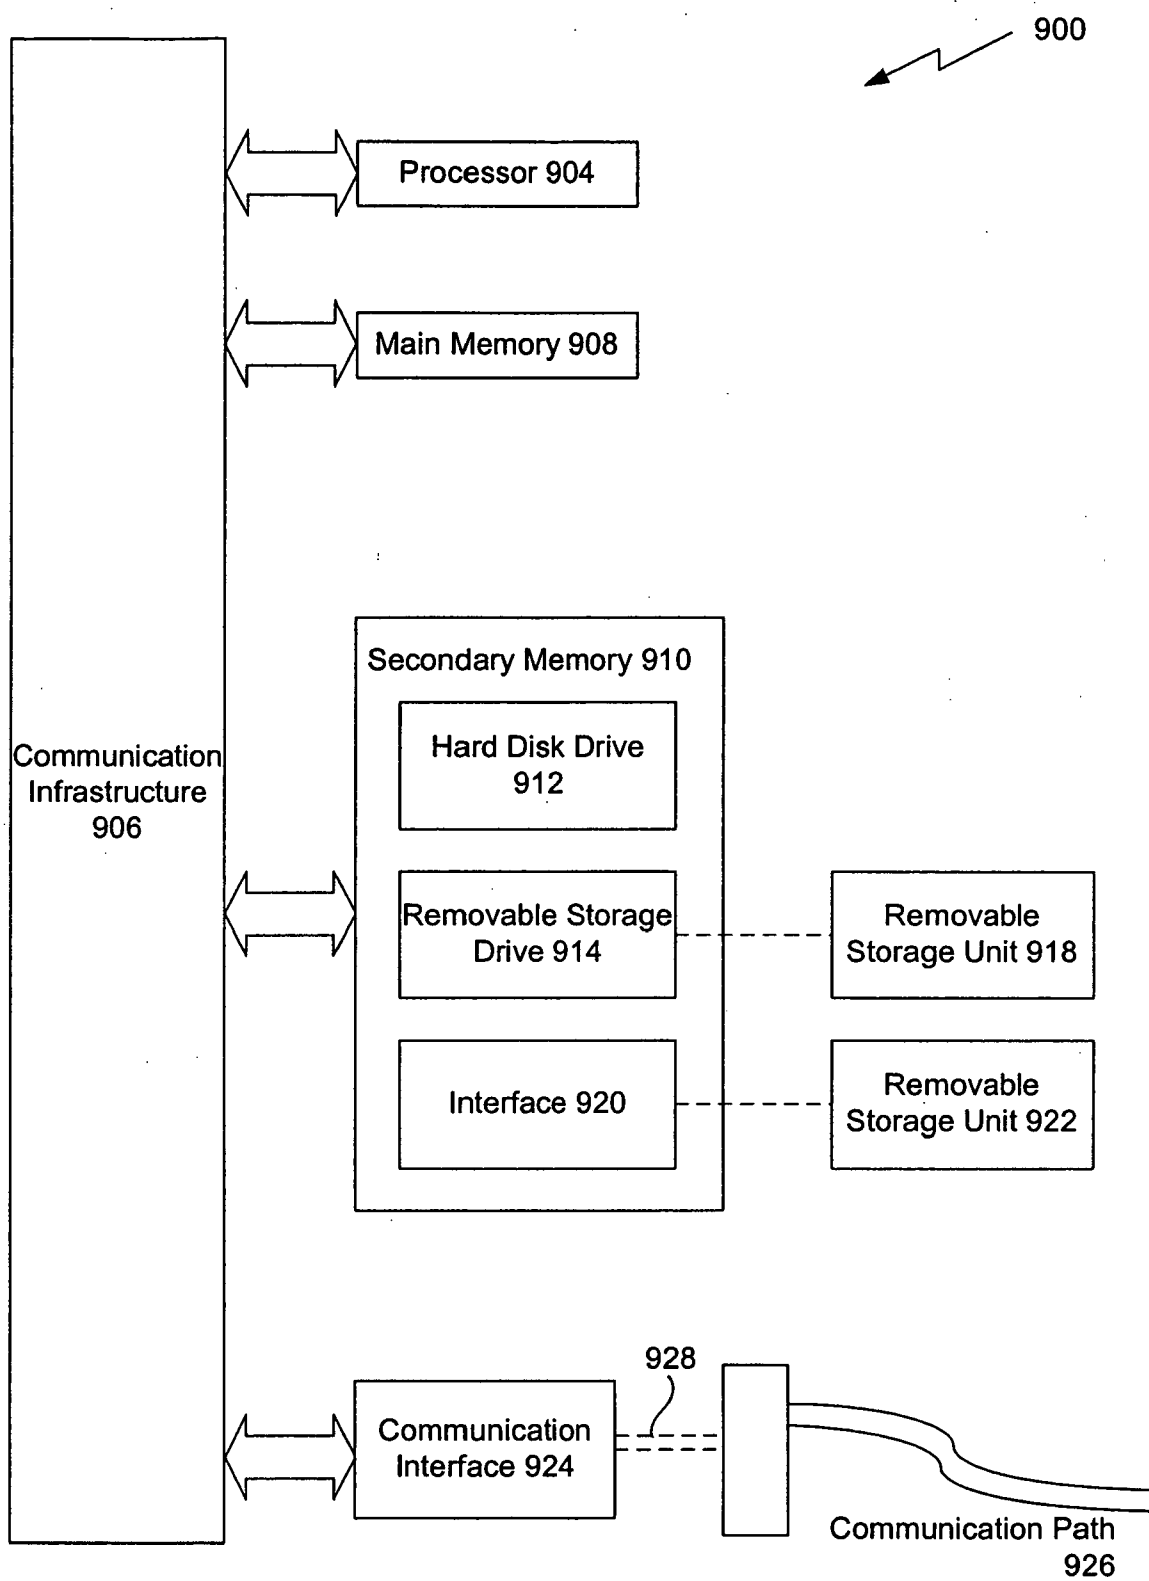 900
Processor 904
Main Memory 908
Secondary Memory 910
Hard Disk Drive
912
Communication
Infrastructure
906
Removable Storage
Drive 914
Removable
Storage Unit 918
Interface 920
Removable
Storage Unit 922
928
Communication
Interface 924
Communication Path
926